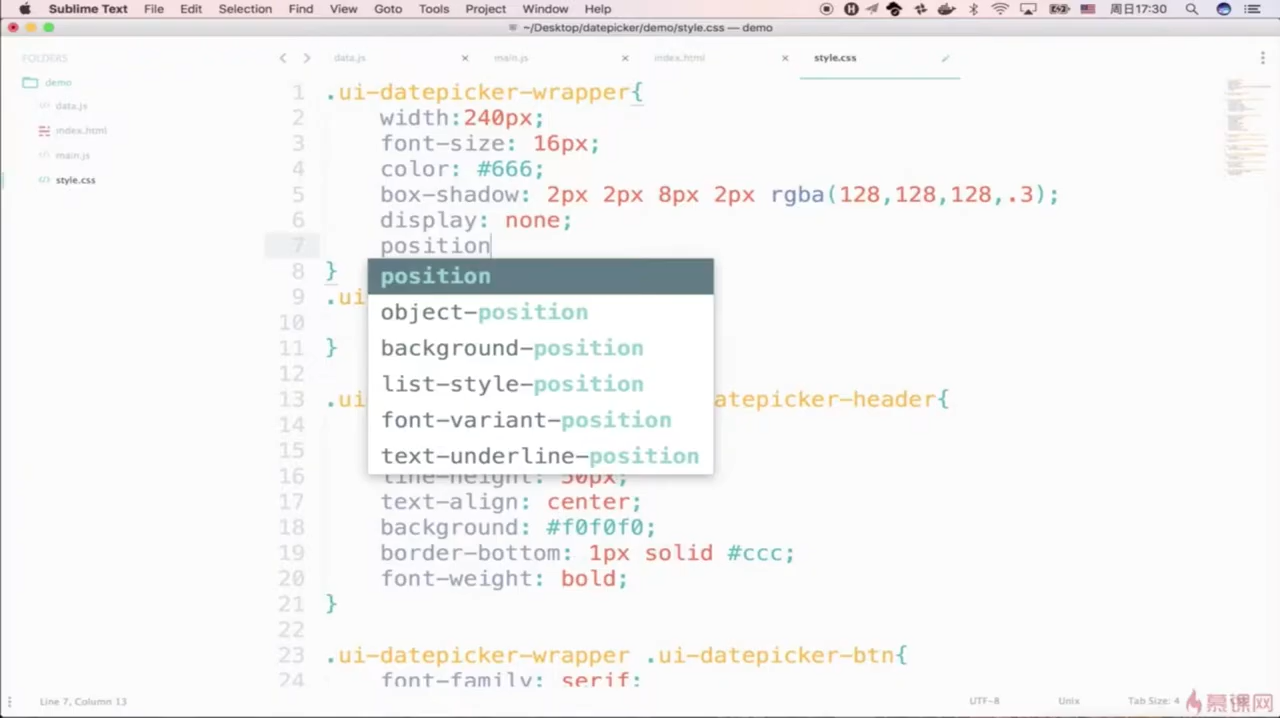 Sublime Text File Edit Selection Find View Goto Tools Project Window Help 周日17:30
~/Desktop/datepicker/demo/style.css — demo
FOLDERS
demo
data.js
index.html
main.js
style.css
data.js main.js index.html style.css
1 .ui-datepicker-wrapper{
2 width:240px;
3 font-size: 16px;
4 color: #666;
5 box-shadow: 2px 2px 8px 2px rgba(128,128,128,.3);
6 display: none;
7 position
8 }
position
9 .ui
object-position
10
11 }
background-position
12
list-style-position
13 .ui atepicker-header{
14
font-variant-position
15
text-underline-position
16 line-height: 50px;
17 text-align: center;
18 background: #f0f0f0;
19 border-bottom: 1px solid #ccc;
20 font-weight: bold;
21 }
22
23 .ui-datepicker-wrapper .ui-datepicker-btn{
24 font-family: serif;
Line 7, Column 13 UTF-8 Unix Tab Size: 4
慕课网